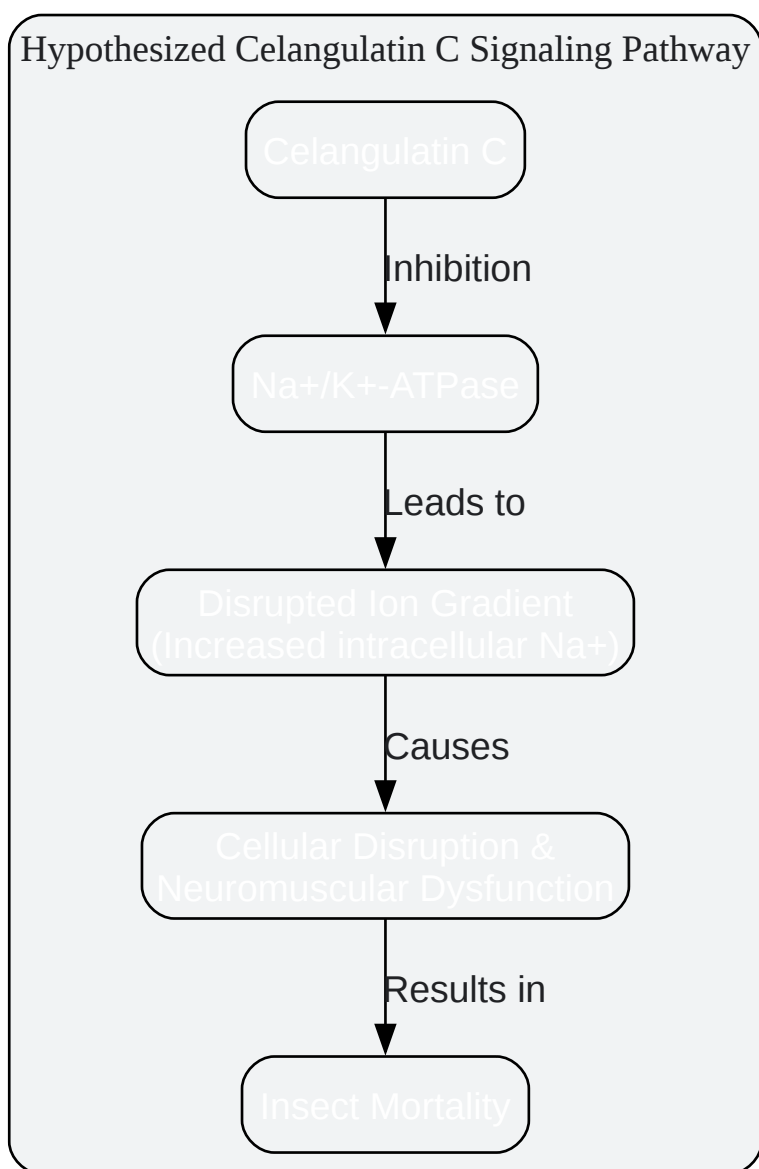 Hypothesized Celangulatin C Signaling Pathway
Celangulatin C
Inhibition
Na+/K+-ATPase
Leads to
Disrupted Ion Gradient
(Increased intracellular Na+)
Causes
Cellular Disruption &
Neuromuscular Dysfunction
Results in
Insect Mortality